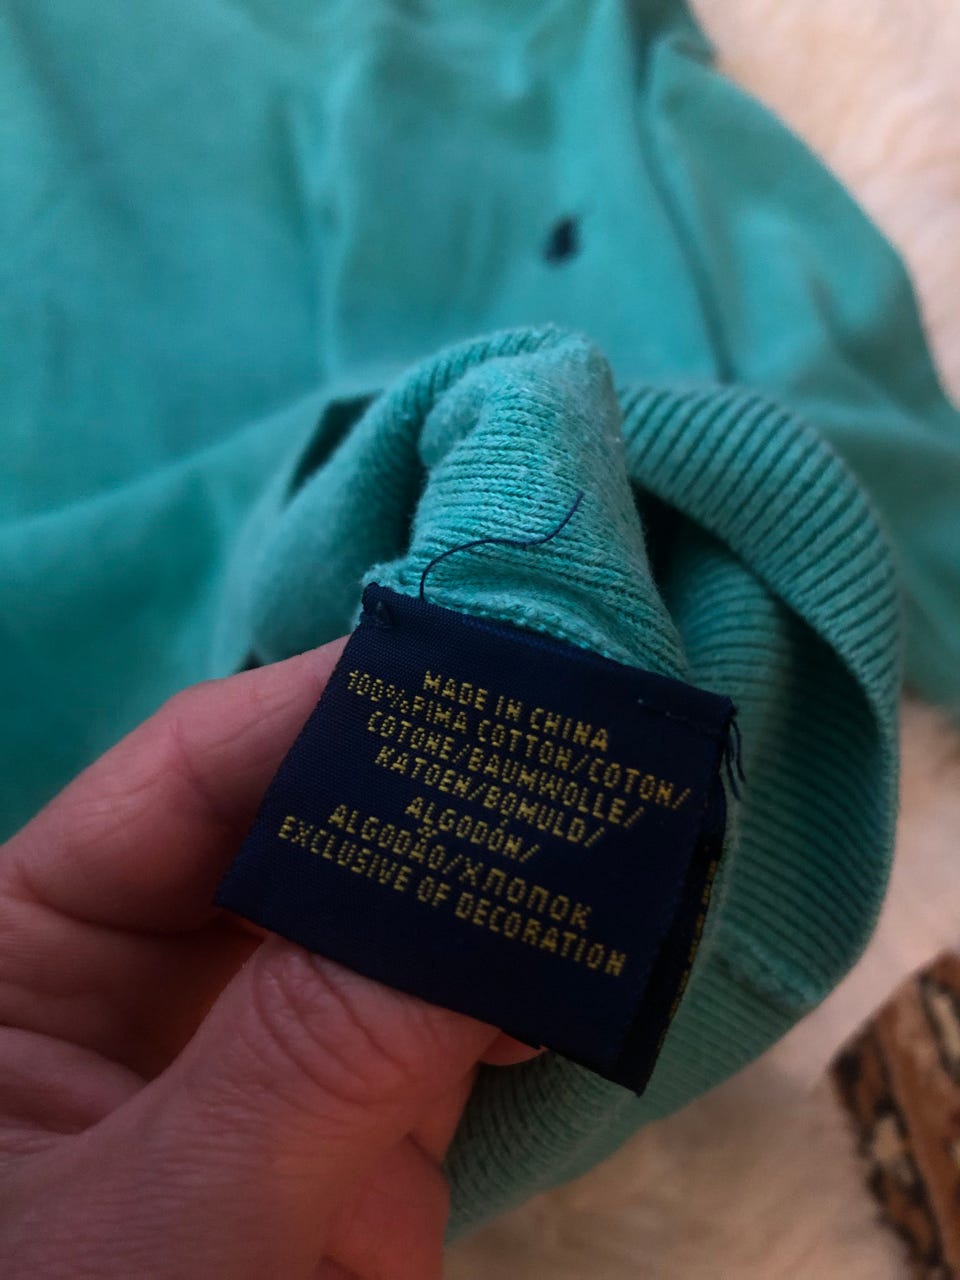 MADE IN CHINA
100%PIMA COTTON/COTON/
COTONE/BAUMWOLLE/
KATOEN/BOMULD/
ALGODÓN/
ALGODÃO/ХЛОПОК
EXCLUSIVE OF DECORATION